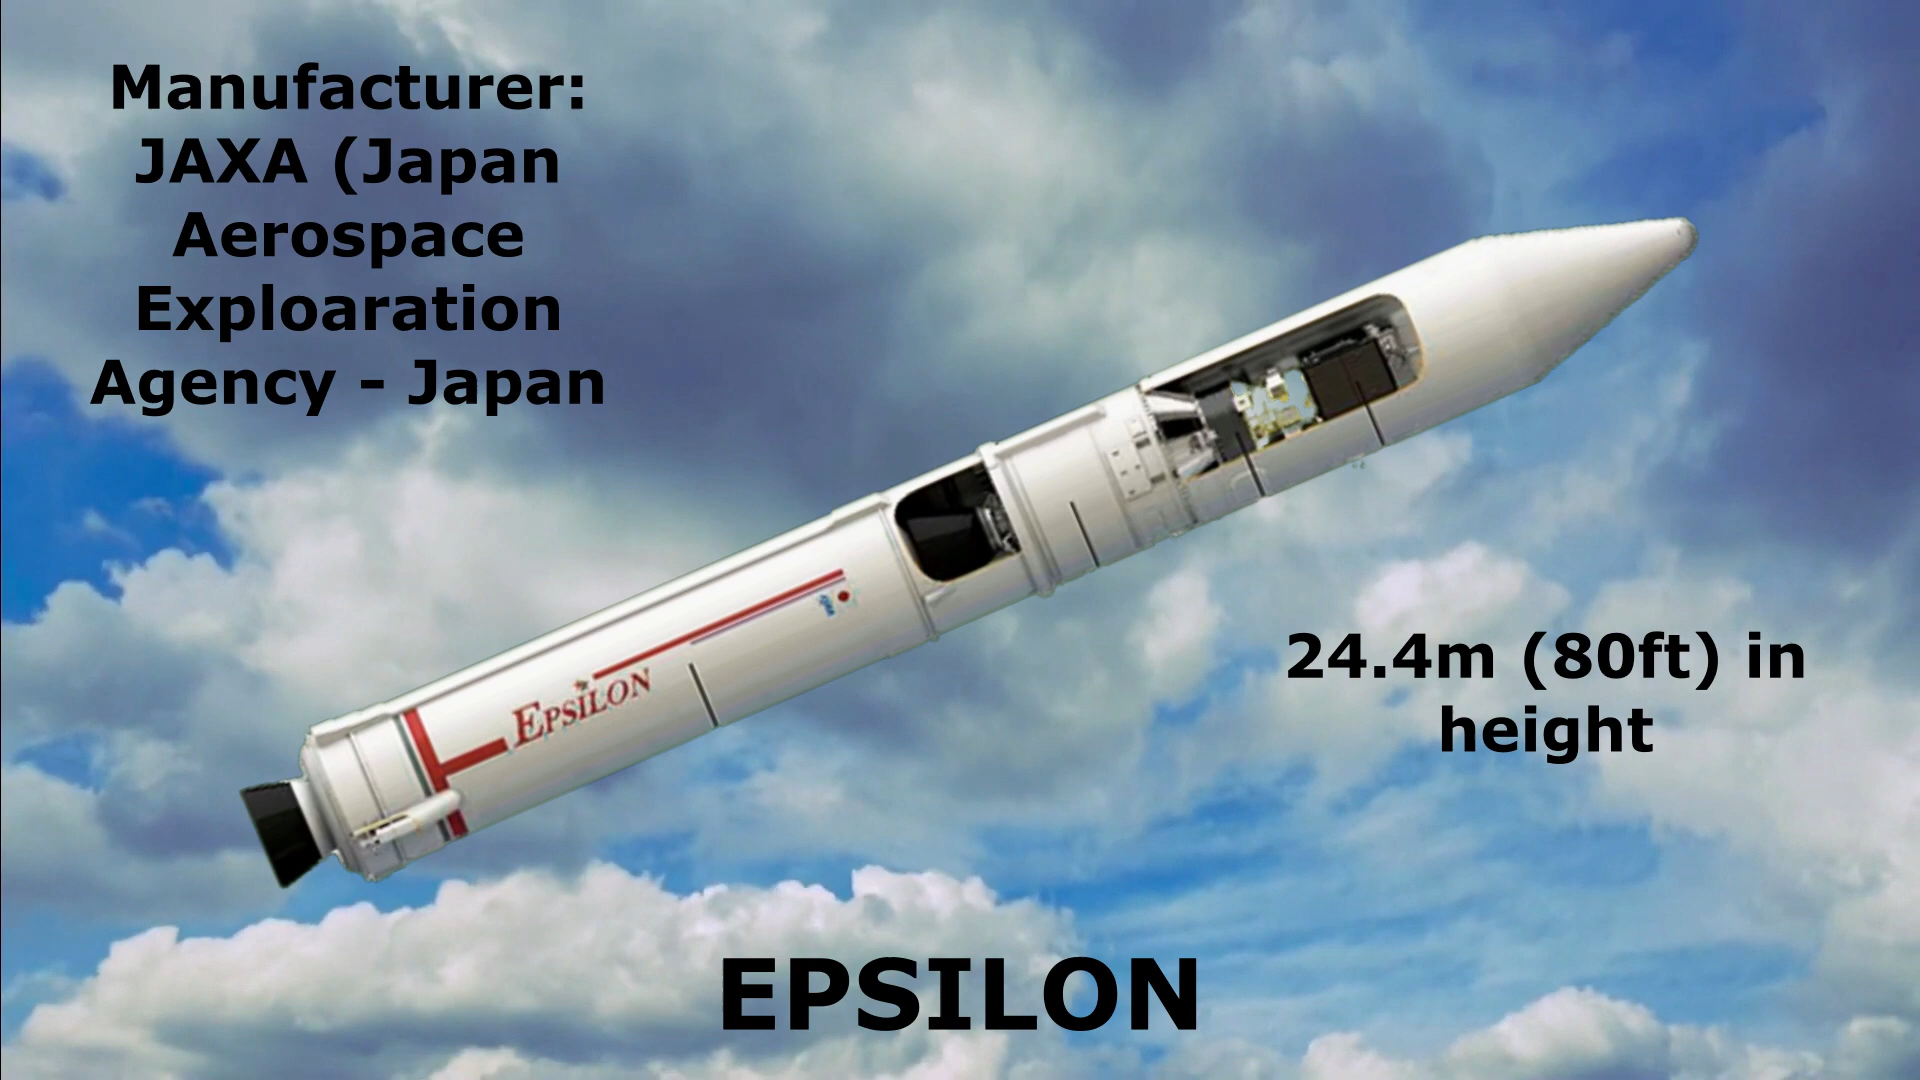 Manufacturer:
JAXA (Japan
Aerospace
Exploaration
Agency - Japan
EPSILON
24.4m (80ft) in
height
EPSILON